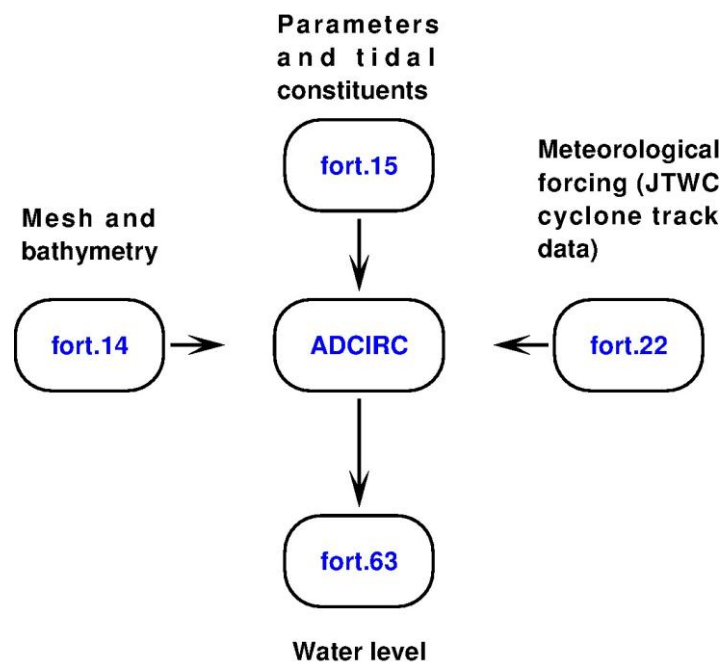 Parameters
and tidal
constituents
fort.15
Meteorological
forcing (JTWC
cyclone track
data)
Mesh and
bathymetry
fort.14
ADCIRC
fort.22
fort.63
Water level